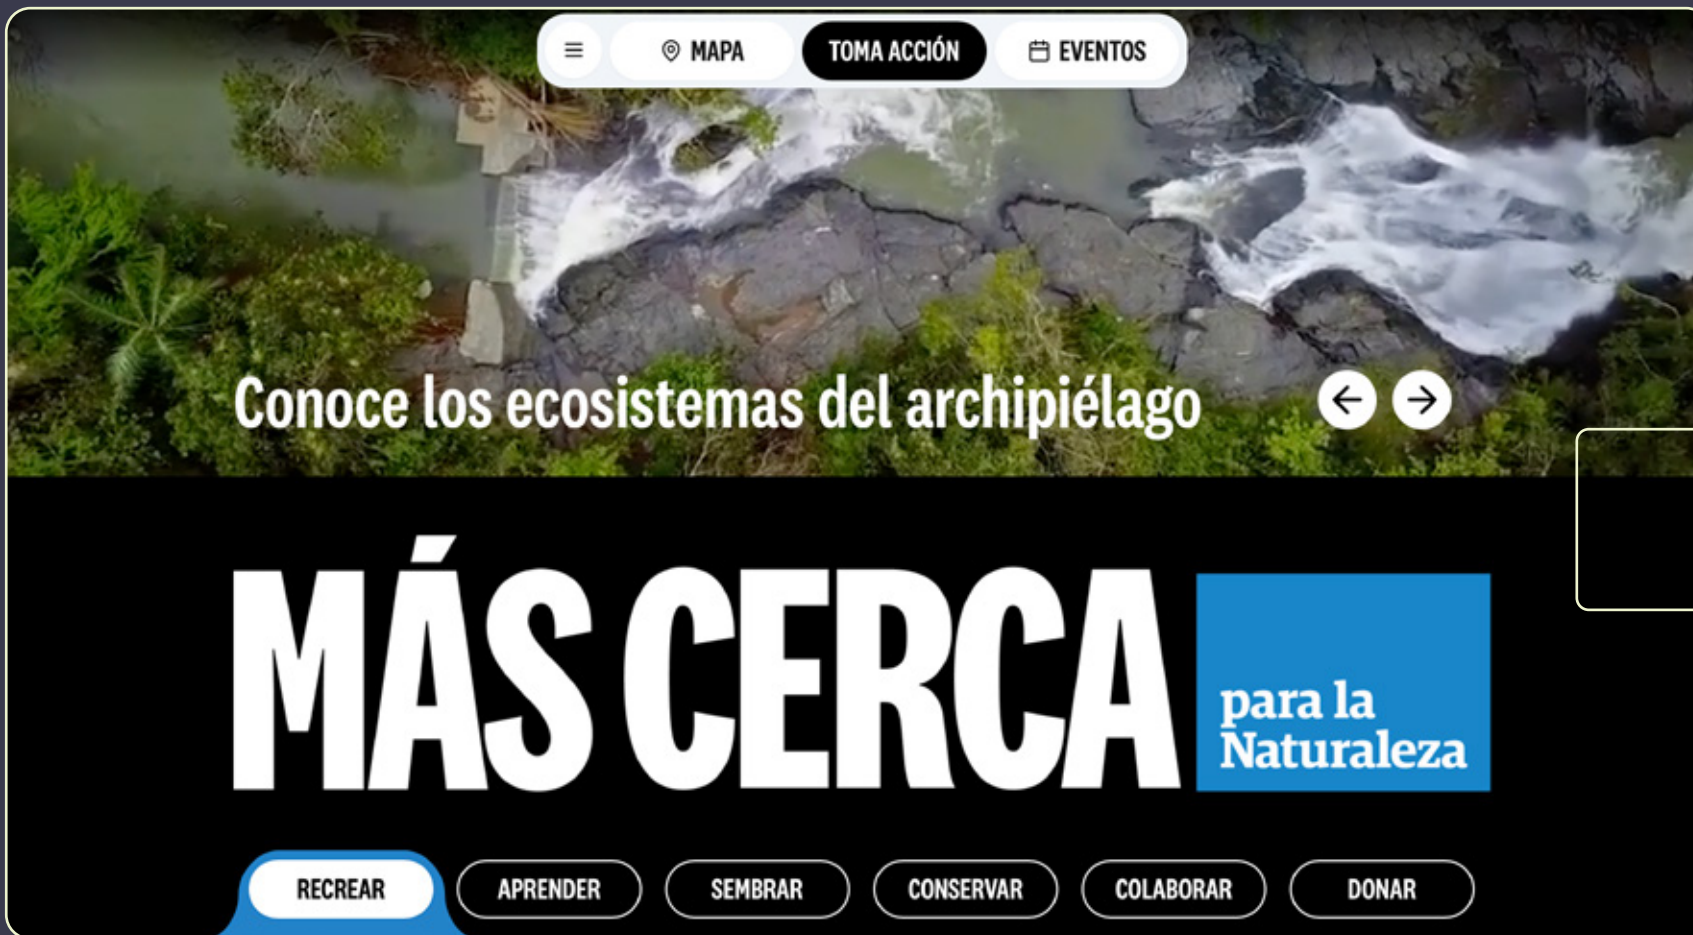 MAPA
TOMA ACCIÓN
EVENTOS
Conoce los ecosistemas del archipiélago
MÁS CERCA
para la
Naturaleza
RECREAR
APRENDER
SEMBRAR
CONSERVAR
COLABORAR
DONAR